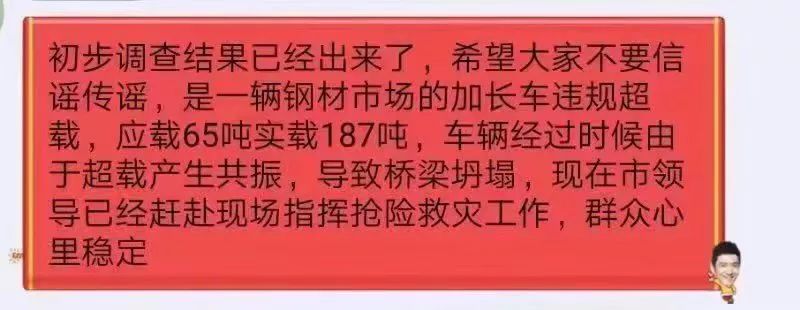 初步调查结果已经出来了，希望大家不要信
谣传谣，是一辆钢材市场的加长车违规超
载，应载65吨实载187吨，车辆经过时候由
于超载产生共振，导致桥梁坍塌，现在市领
导已经赶赴现场指挥抢险救灾工作，群众心
里稳定